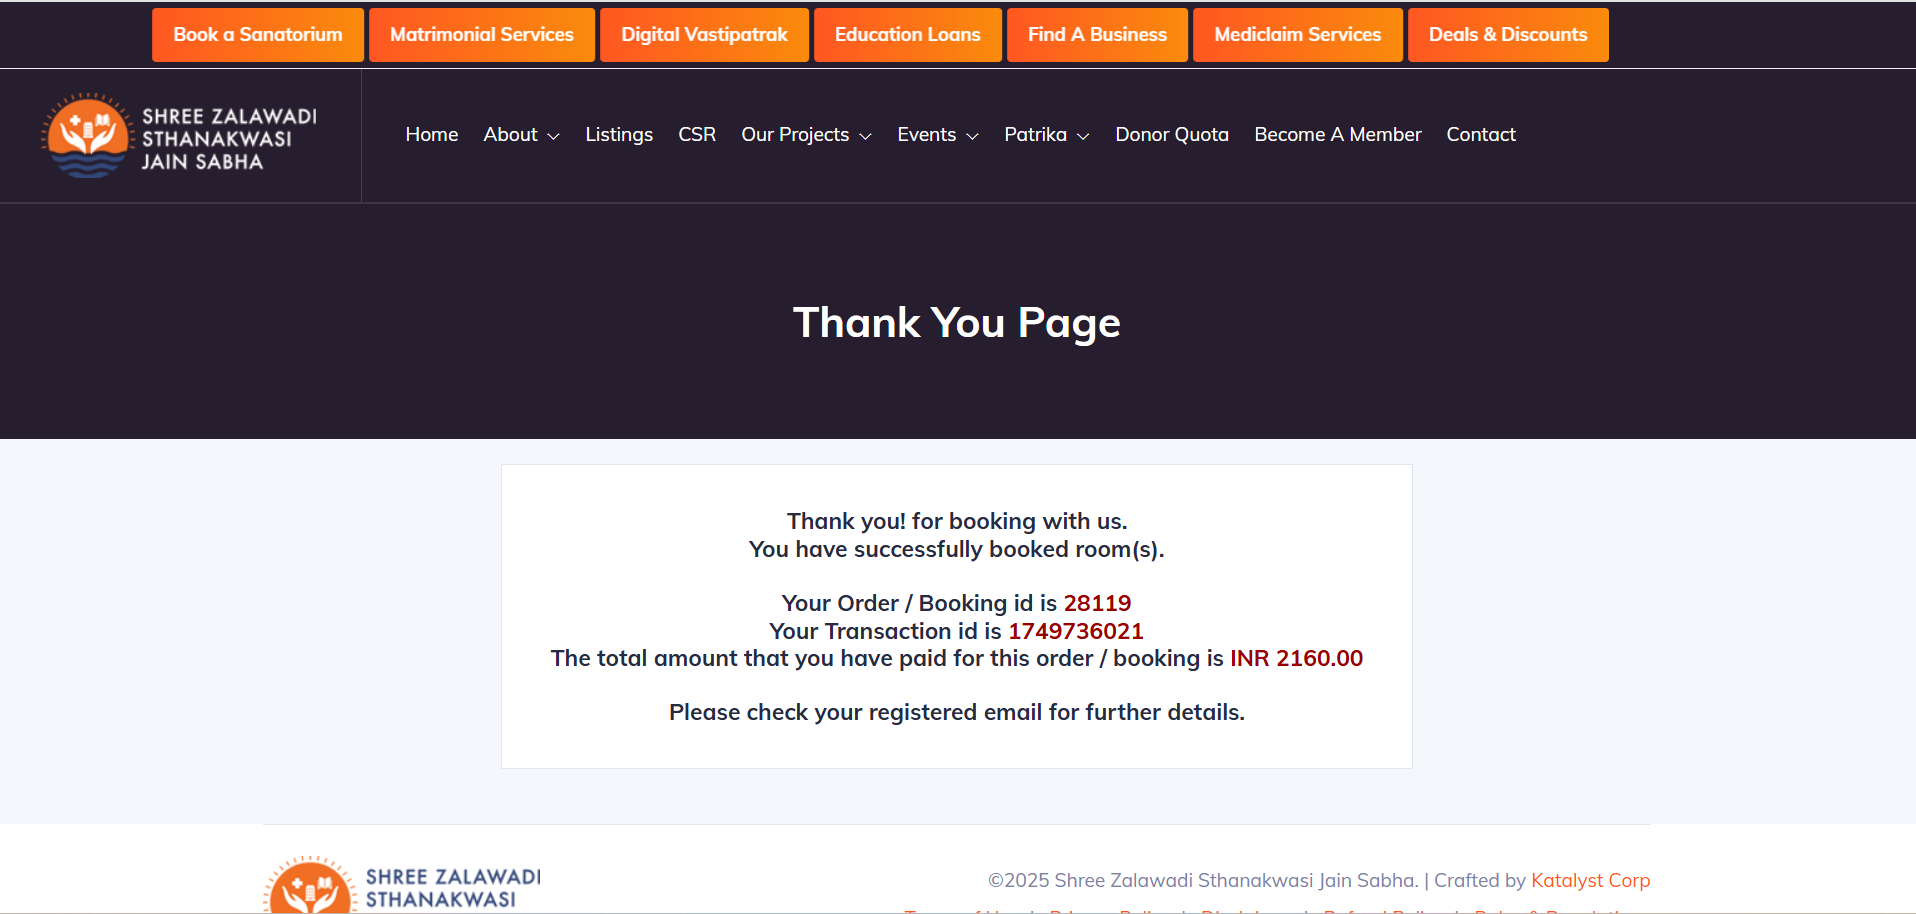 Book a Sanatorium Matrimonial Services Digital Vastipatrak Education Loans Find A Business Mediclaim Services Deals & Discounts
SHREE ZALAWADI
STHANAKWASI
JAIN SABHA
Home About Listings CSR Our Projects Events Patrika Donor Quota Become A Member Contact
Thank You Page
Thank you! for booking with us.
You have successfully booked room(s).
Your Order / Booking id is 28119
Your Transaction id is 1749736021
The total amount that you have paid for this order / booking is INR 2160.00
Please check your registered email for further details.
SHREE ZALAWADI
STHANAKWASI
©2025 Shree Zalawadi Sthanakwasi Jain Sabha. | Crafted by Katalyst Corp